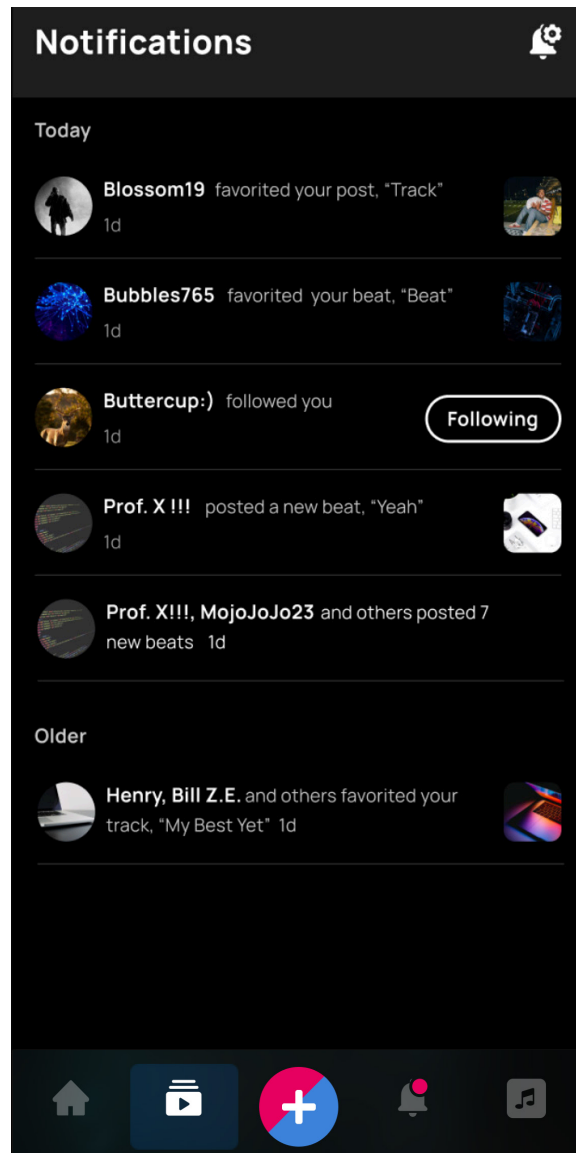 Notifications
Today
Blossom19 favorited your post, “Track”
1d
Bubbles765 favorited your beat, “Beat”
1d
Buttercup:) followed you
1d
Following
Prof. X !!! posted a new beat, “Yeah”
1d
Prof. X!!!, MojoJoJo23 and others posted 7
new beats 1d
Older
Henry, Bill Z.E. and others favorited your
track, “My Best Yet” 1d